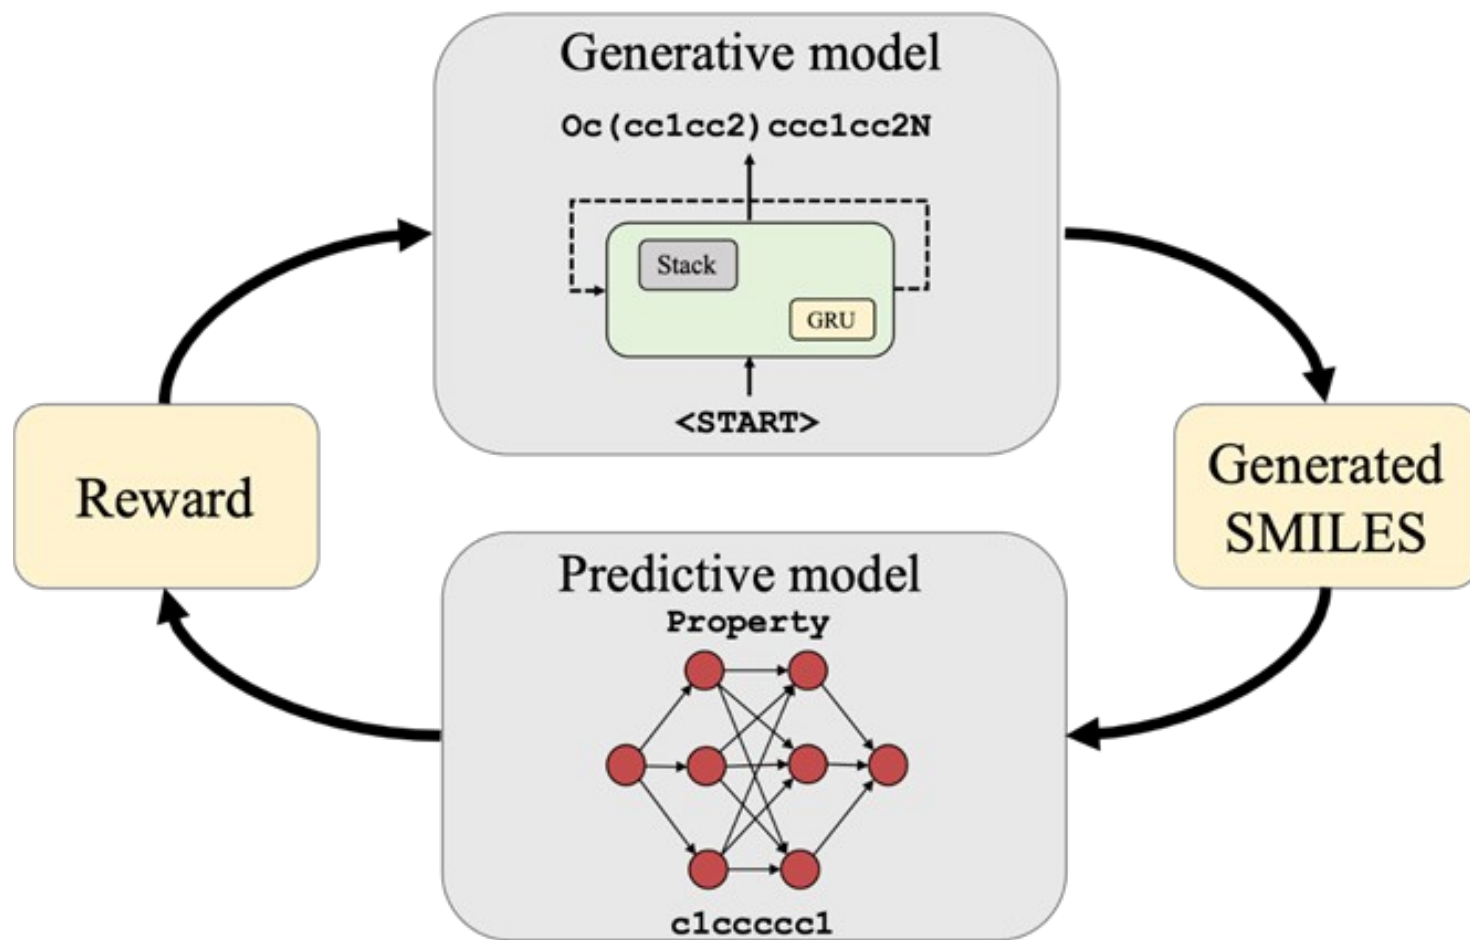 Generative model
Oc(cc1cc2)ccc1cc2N
Stack
GRU
<START>
Reward
Generated
SMILES
Predictive model
Property
c1ccccc1